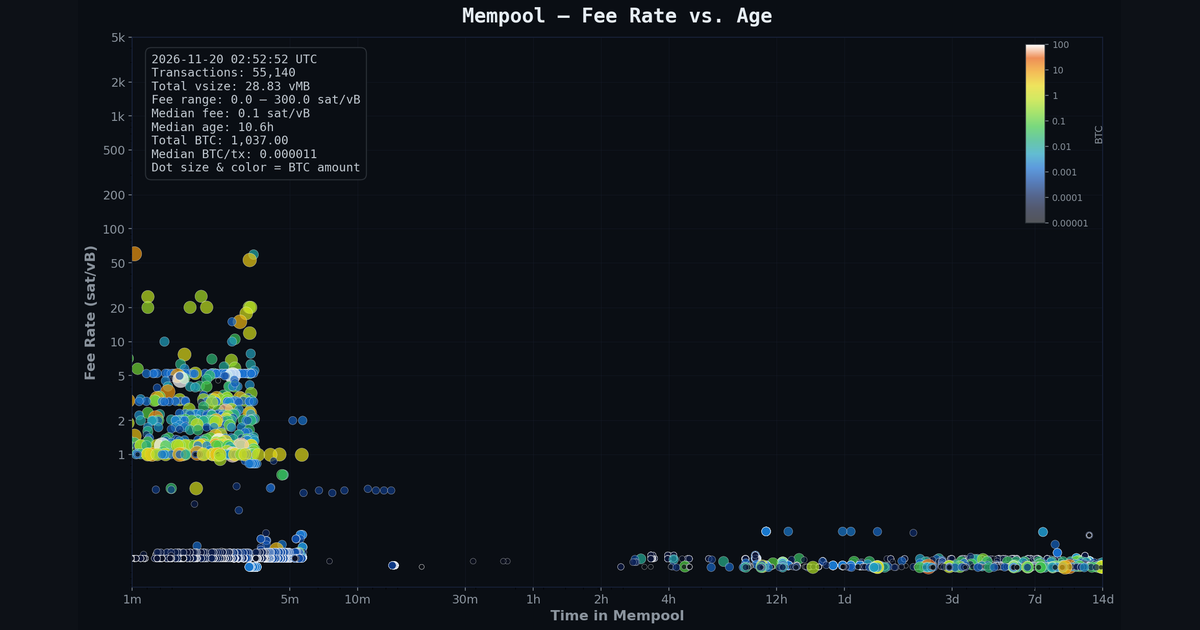 Mempool — Fee Rate vs. Age
5k
2k
1k
500
200
100
50
20
10
5
2
1
Fee Rate (sat/vB)
2026-11-20 02:52:52 UTC
Transactions: 55,140
Total vsize: 28.83 vMB
Fee range: 0.0 — 300.0 sat/vB
Median fee: 0.1 sat/vB
Median age: 10.6h
Total BTC: 1,037.00
Median BTC/tx: 0.000011
Dot size & color = BTC amount
100
10
1
0.1
0.01
0.001
0.0001
0.00001
BTC
1m
5m
10m
30m
1h
2h
4h
12h
1d
3d
7d
14d
Time in Mempool